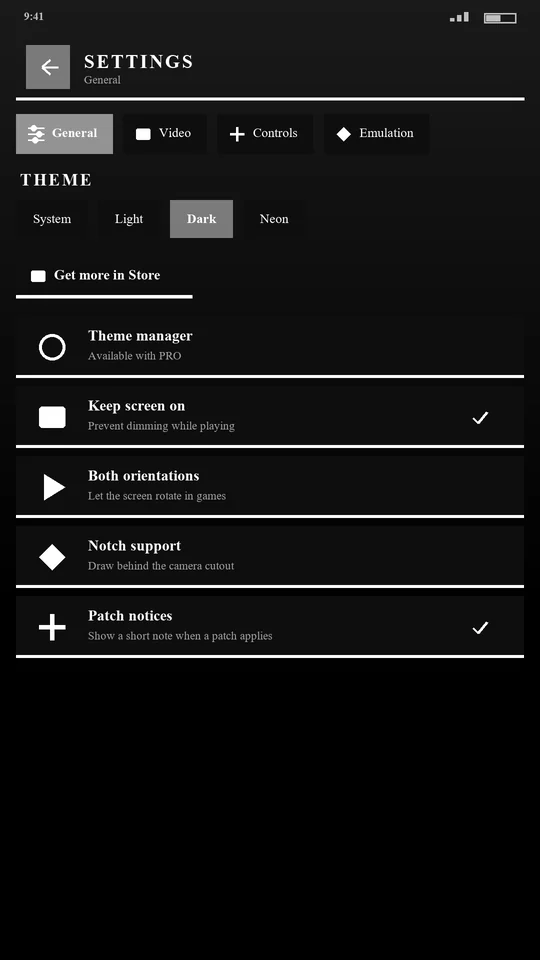 9:41
SETTINGS
General
General Video Controls Emulation
THEME
System Light Dark Neon
Get more in Store
Theme manager
Available with PRO
Keep screen on
Prevent dimming while playing
Both orientations
Let the screen rotate in games
Notch support
Draw behind the camera cutout
Patch notices
Show a short note when a patch applies